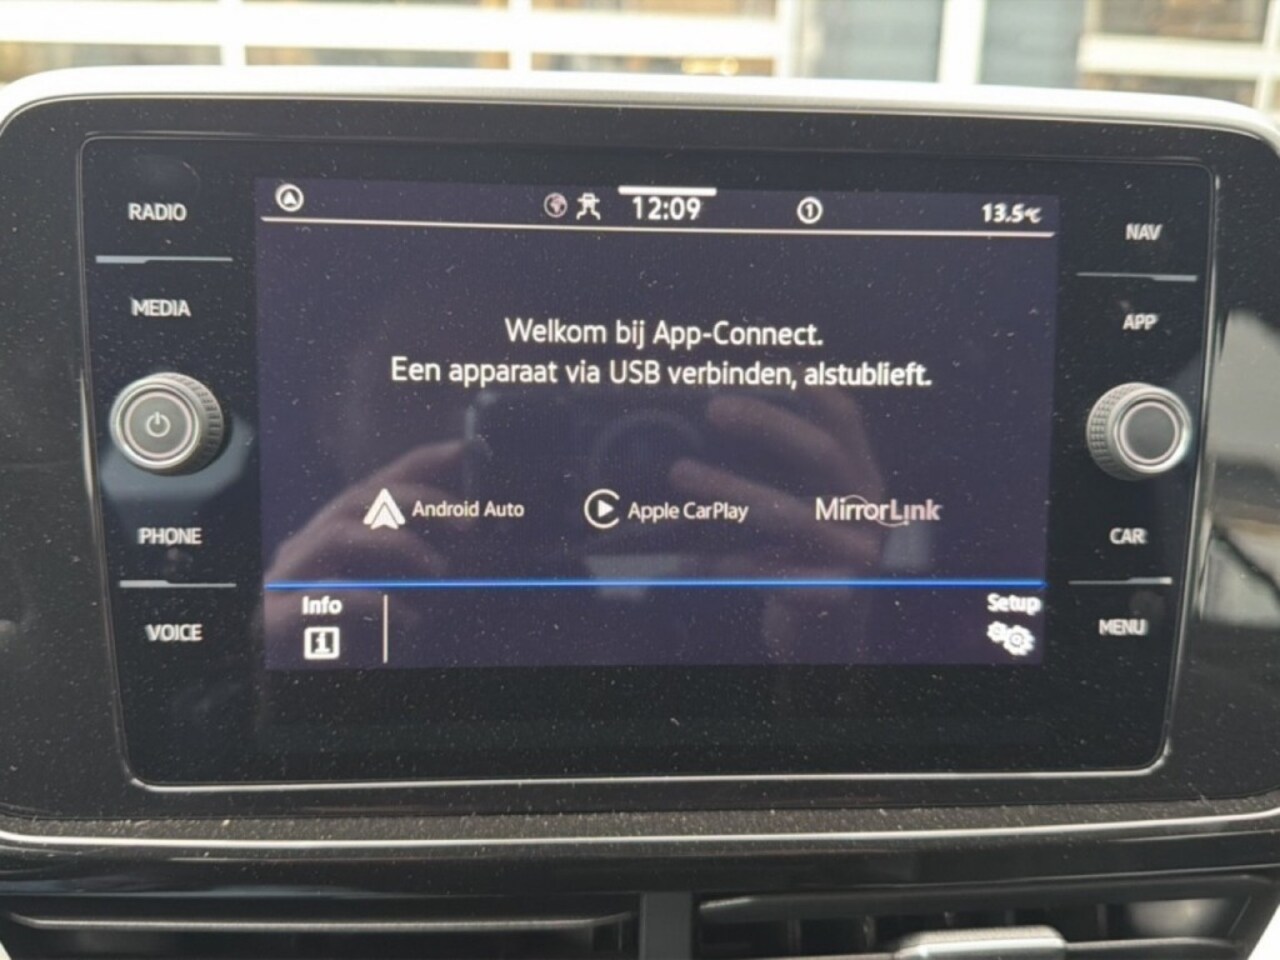 RADIO
MEDIA
PHONE
VOICE
12:09
1
13.5°C
Welkom bij App-Connect.
Een apparaat via USB verbinden, alstublieft.
Android Auto
Apple CarPlay
MirrorLink
Info
Setup
NAV
APP
CAR
MENU